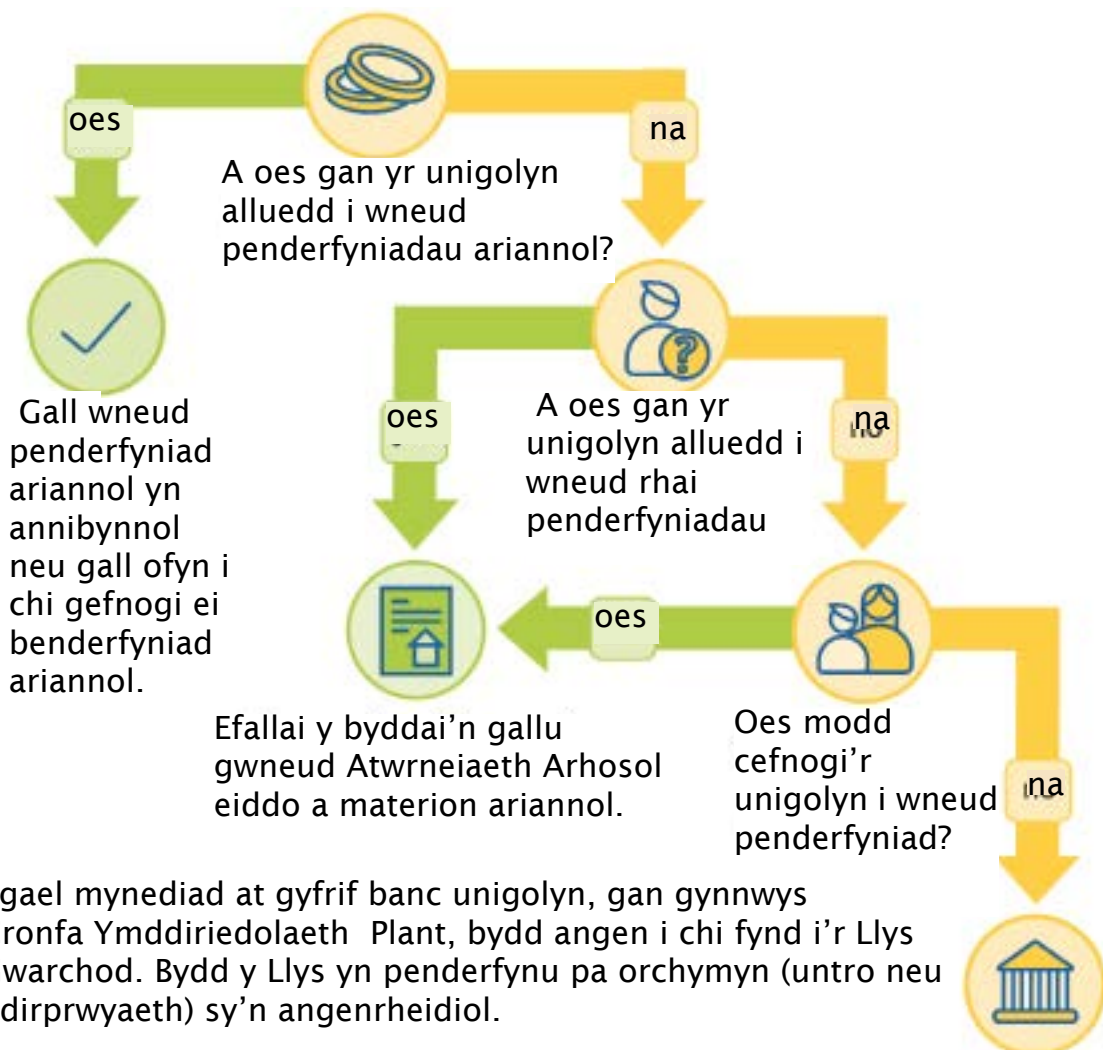 oes
na
A oes gan yr unigolyn
alluedd i wneud
penderfyniadau ariannol?
Gall wneud
penderfyniad
ariannol yn
annibynnol
neu gall ofyn i
chi gefnogi ei
benderfyniad
ariannol.
oes
na
A oes gan yr
unigolyn alluedd i
wneud rhai
penderfyniadau
oes
Efallai y byddai’n gallu
gwneud Atwrneiaeth Arhosol
eiddo a materion ariannol.
Oes modd
cefnogi’r
unigolyn i wneud
penderfyniad?
na
gael mynediad at gyfrif banc unigolyn, gan gynnwys
ronfa Ymddiriedolaeth Plant, bydd angen i chi fynd i’r Llys
warchod. Bydd y Llys yn penderfynu pa orchymyn (untro neu
dirprwyaeth) sy’n angenrheidiol.